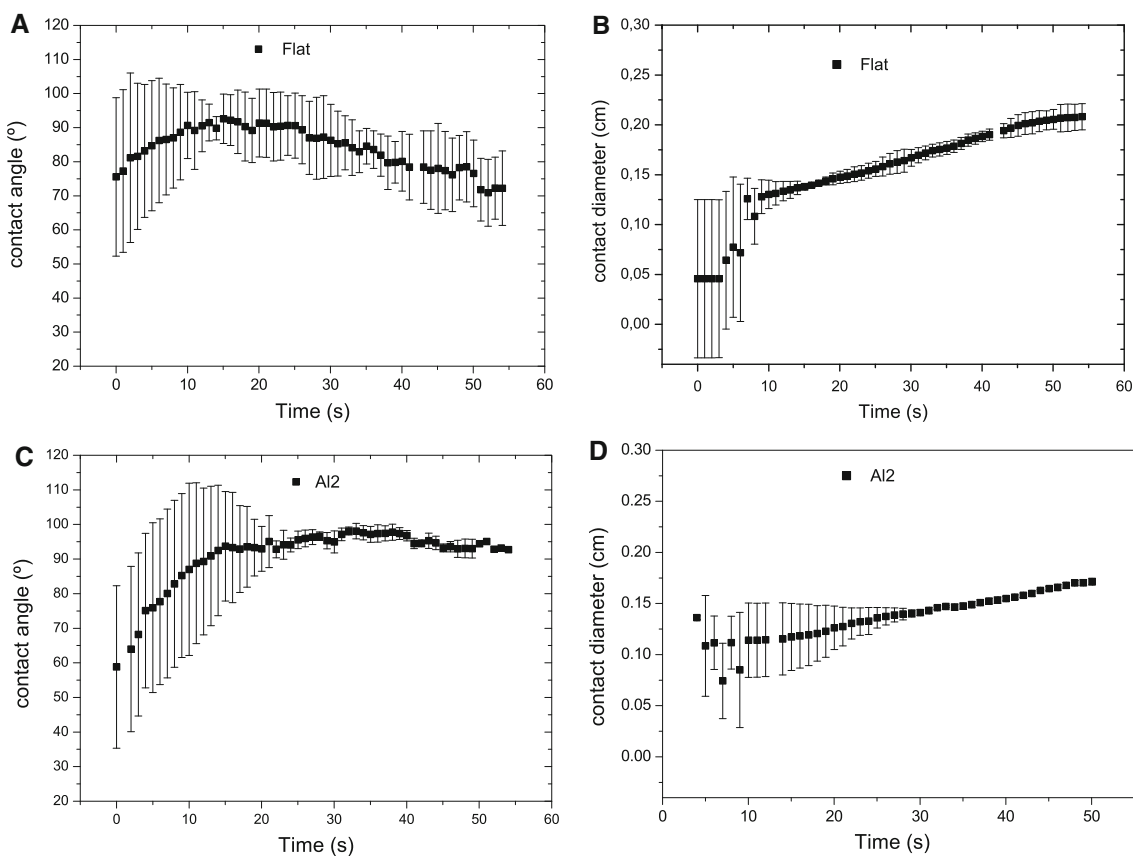 A
Flat
contact angle (º)
120
110
100
90
80
70
60
50
40
30
20
0 10 20 30 40 50 60
Time (s)
B
Flat
contact diameter (cm)
0,30
0,25
0,20
0,15
0,10
0,05
0,00
0 10 20 30 40 50 60
Time (s)
C
Al2
contact angle (º)
120
110
100
90
80
70
60
50
40
30
20
0 10 20 30 40 50 60
Time (s)
D
Al2
contact diameter (cm)
0.30
0.25
0.20
0.15
0.10
0.05
0.00
0 10 20 30 40 50
Time (s)